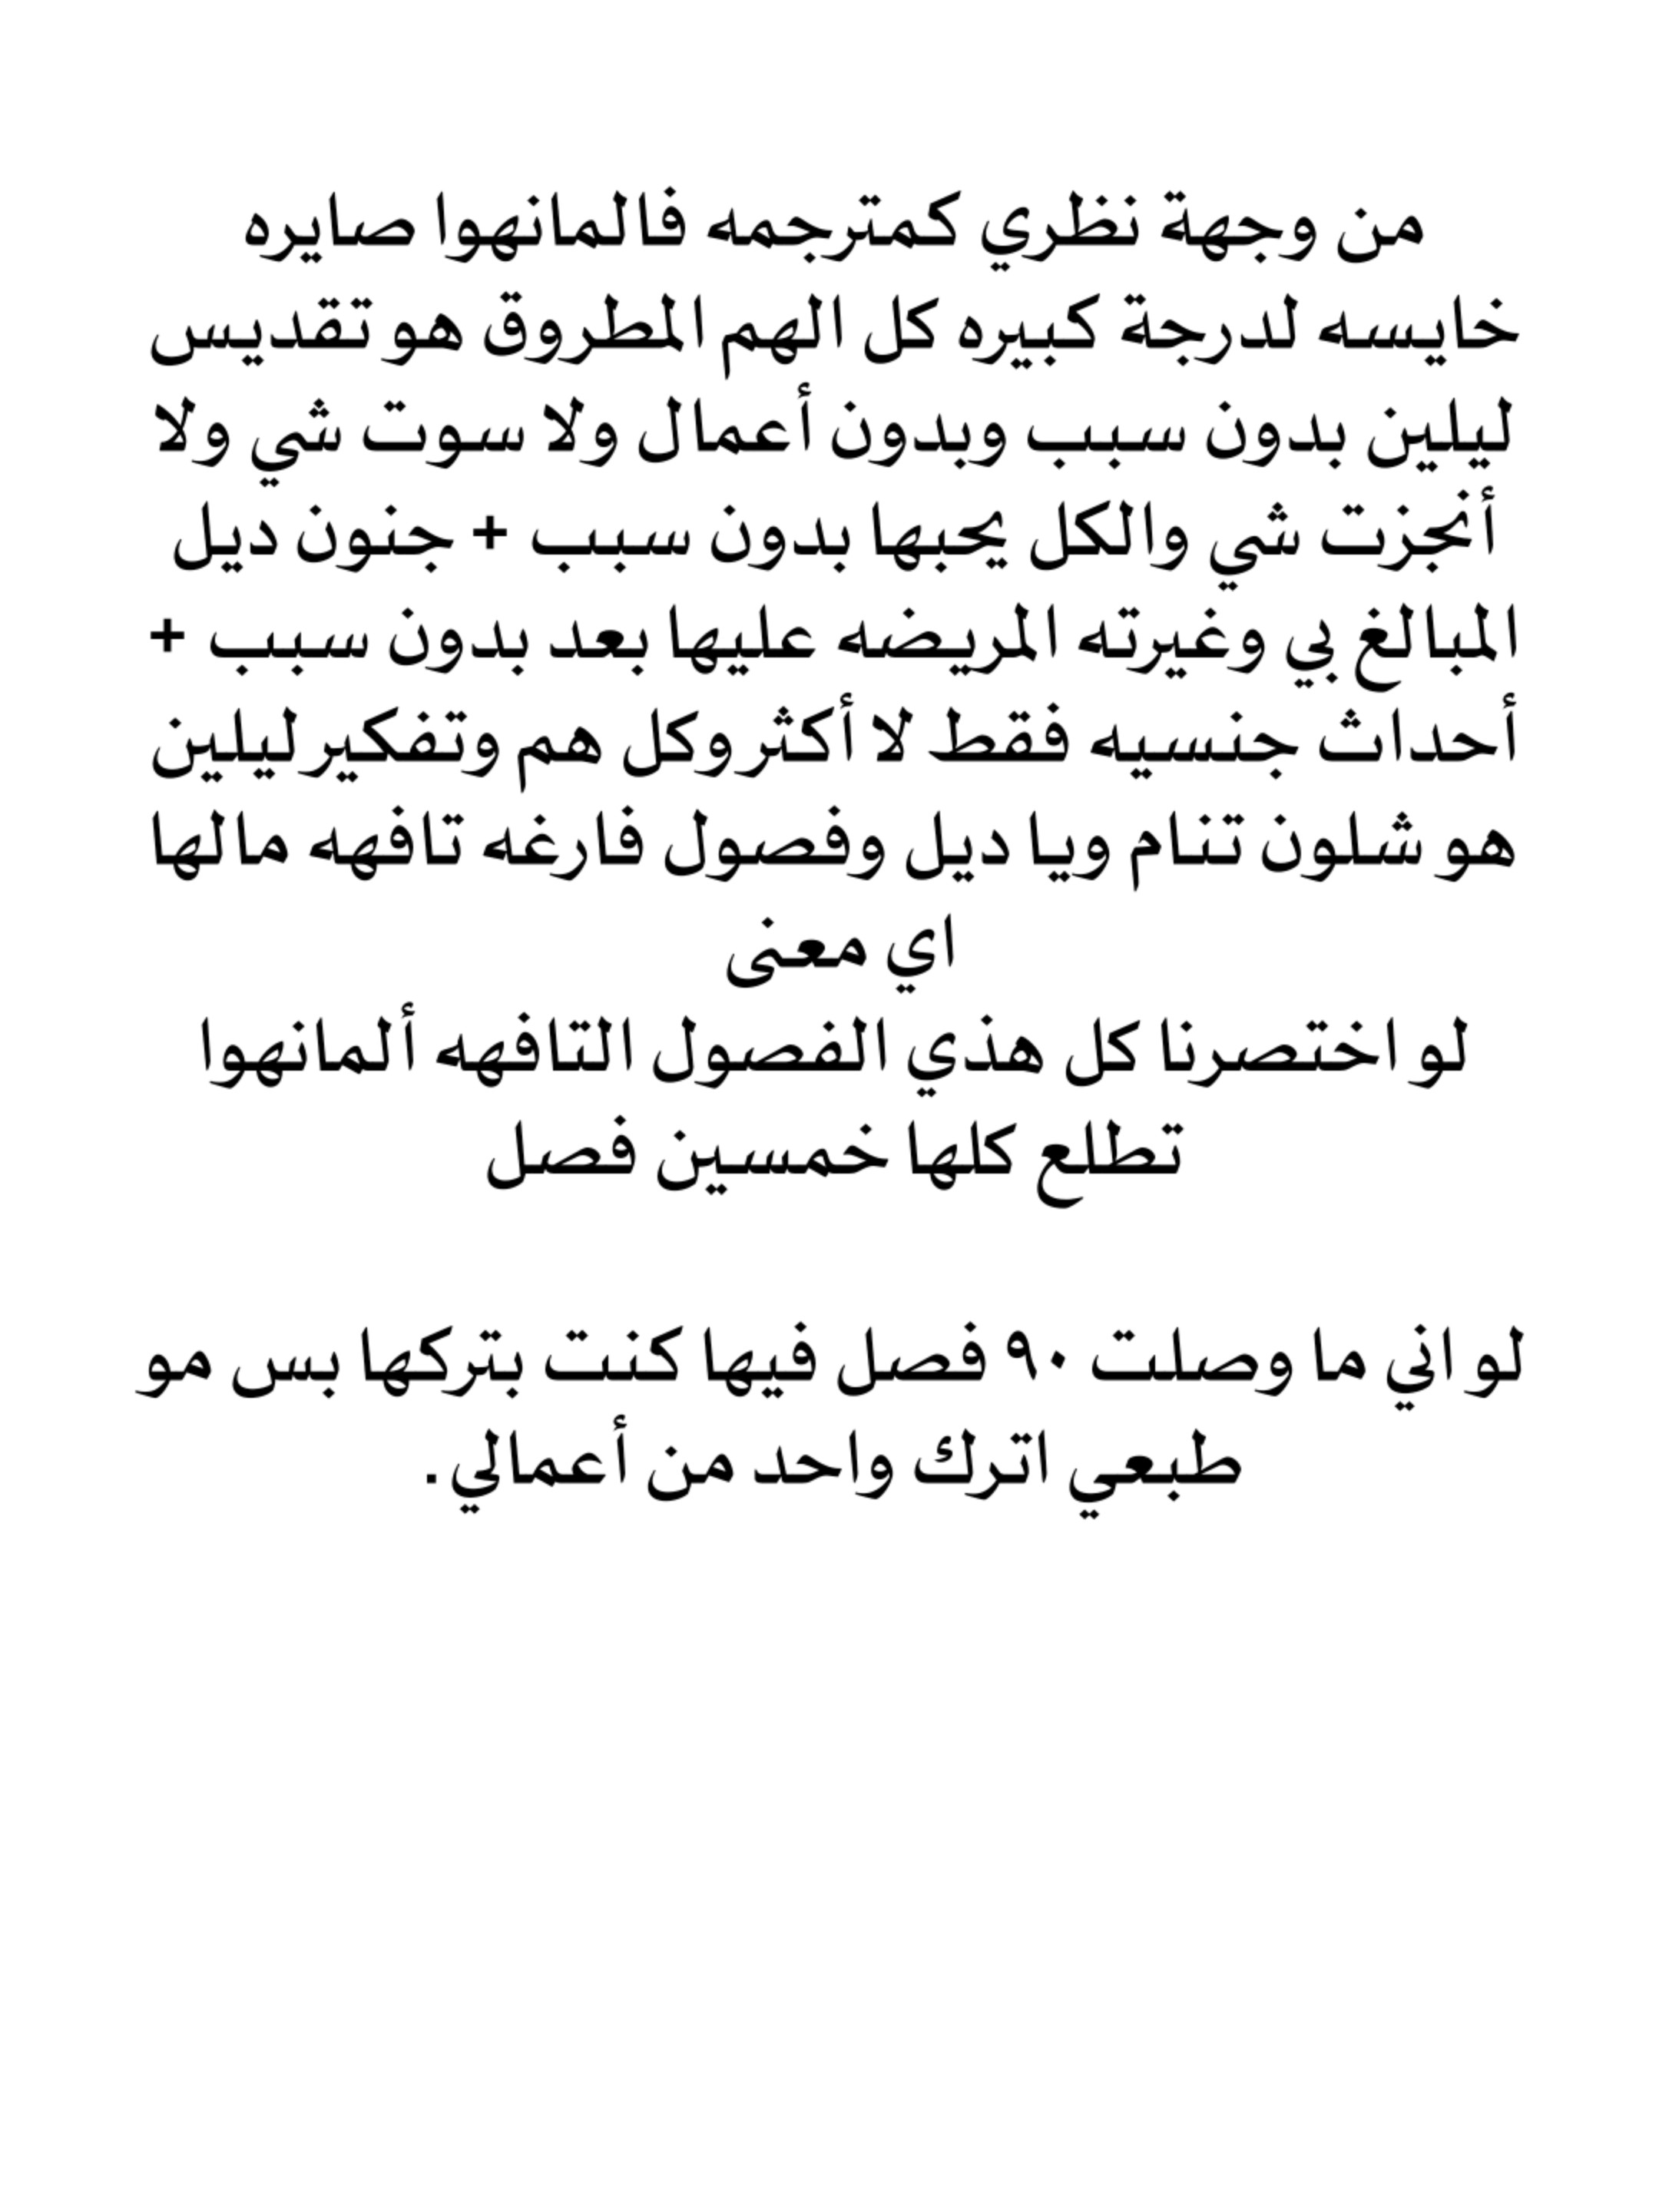 من وجهة نظري كمترجمه فالمانهوا صايره
خايسه لدرجة كبيره كل الهم المطروق هو تقديس
ليلين بدون سبب وبدون أعمال ولا سوت شي ولا
أنجزت شي والكل يحبها بدون سبب + جنون ديل
المبالغ بي وغيرته المريضه عليها بعد بدون سبب +
أحداث جنسيه فقط لا أكثر وكل هم وتفكير ليلين
هو شلون تنام ويا ديل وفصول فارغه تافهه مالها
اي معنى
لو اختصرنا كل هذي الفصول التافهه ألمانهوا
تطلع كلها خمسين فصل
لو اني ما وصلت ٩٠ فصل فيها كنت بتركها بس مو
طبعي اترك واحد من أعمالي.